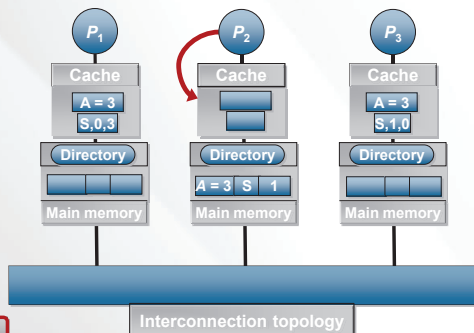 P1 P2 P3
Cache Cache Cache
A = 3 A = 3
S,0,3 S,1,0
Directory Directory Directory
A = 3 S 1
Main memory Main memory Main memory
Interconnection topology